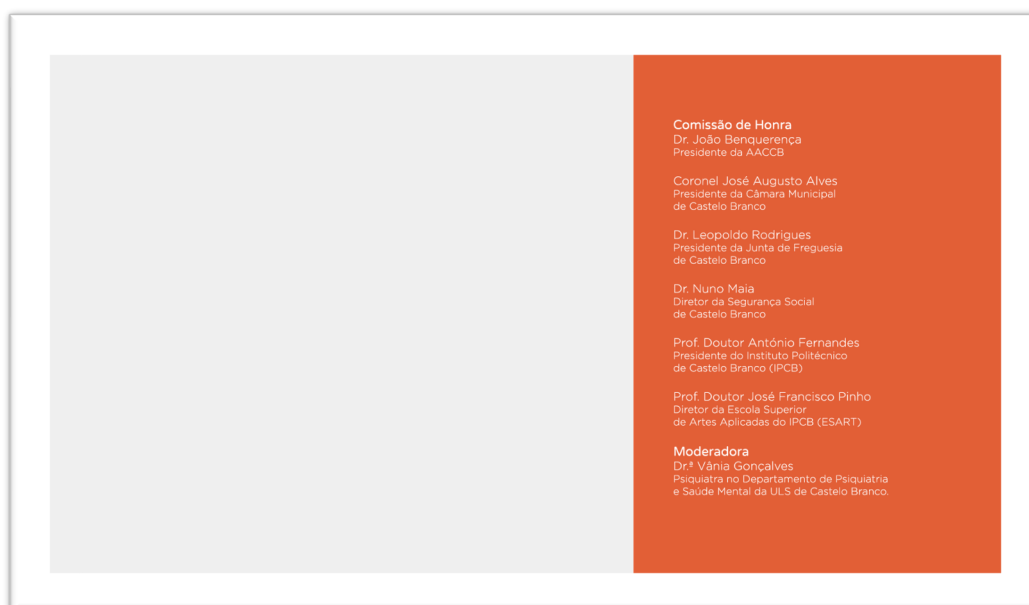 Comissão de Honra
Dr. João Benquerença
Presidente da AACCB
Coronel José Augusto Alves
Presidente da Câmara Municipal
de Castelo Branco
Dr. Leopoldo Rodrigues
Presidente da Junta de Freguesia
de Castelo Branco
Dr. Nuno Maia
Diretor da Segurança Social
de Castelo Branco
Prof. Doutor António Fernandes
Presidente do Instituto Politécnico
de Castelo Branco (IPCB)
Prof. Doutor José Francisco Pinho
Diretor da Escola Superior
de Artes Aplicadas do IPCB (ESART)
Moderadora
Dr.ª Vânia Gonçalves
Psiquiatra no Departamento de Psiquiatria
e Saúde Mental da ULS de Castelo Branco.